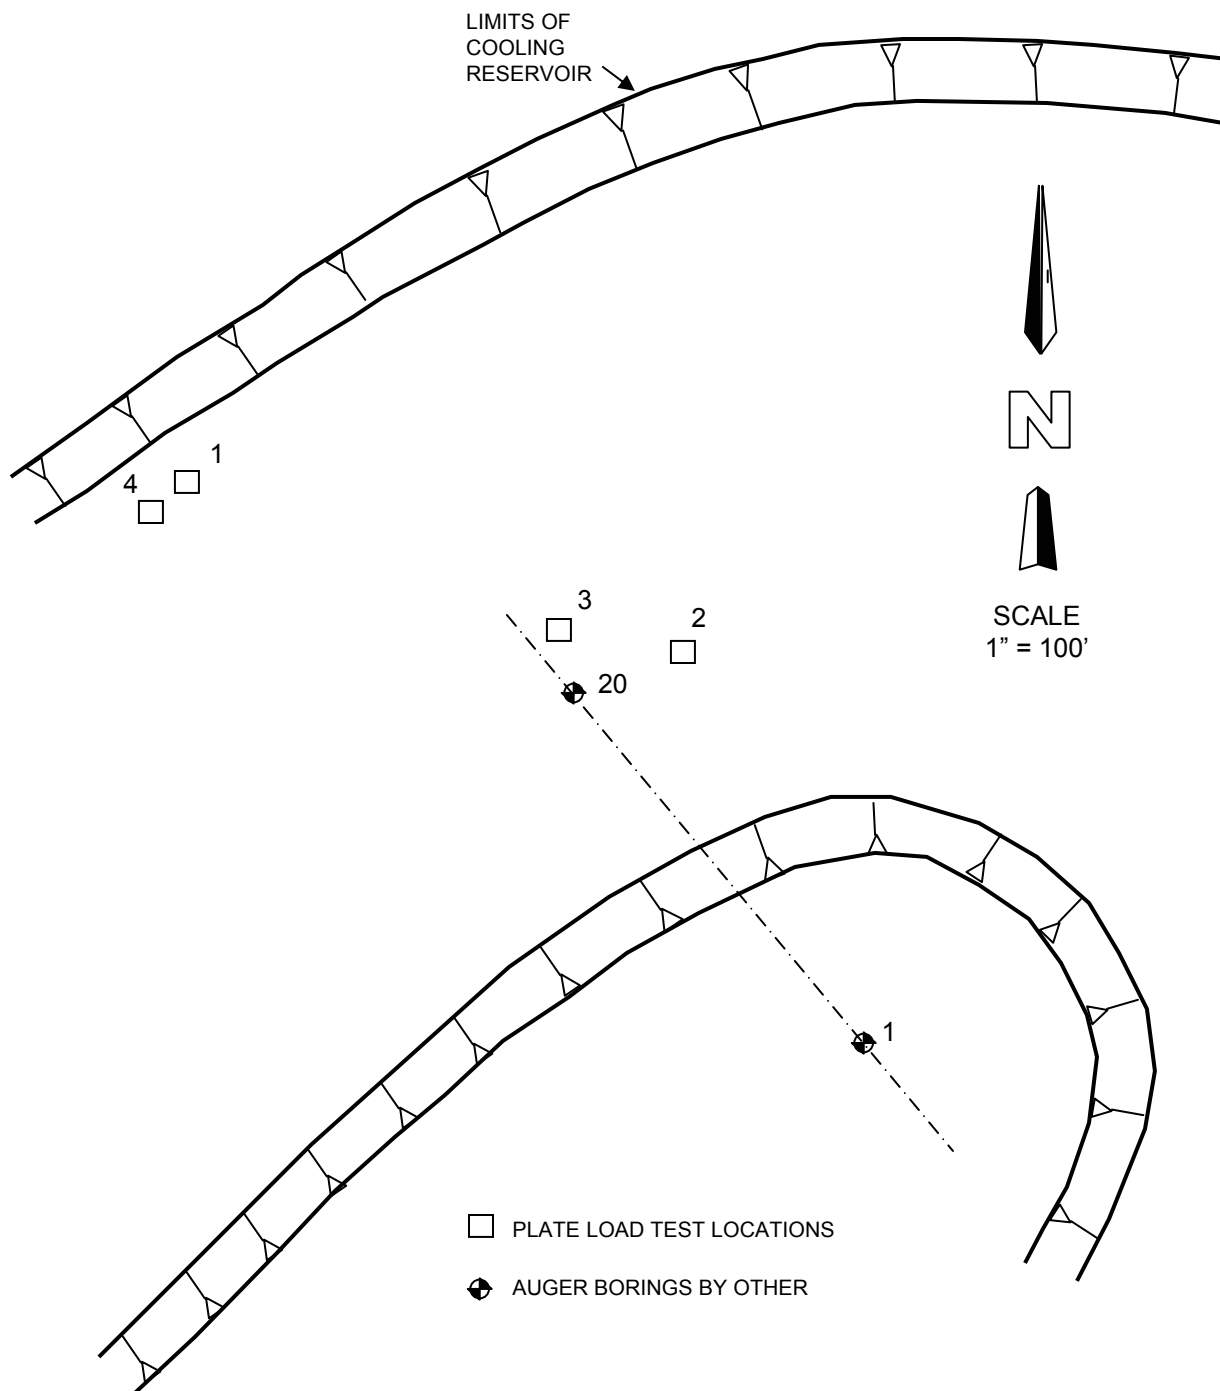 LIMITS OF
COOLING
RESERVOIR
N
1
4
SCALE
1” = 100’
3
2
20
1
PLATE LOAD TEST LOCATIONS
AUGER BORINGS BY OTHER